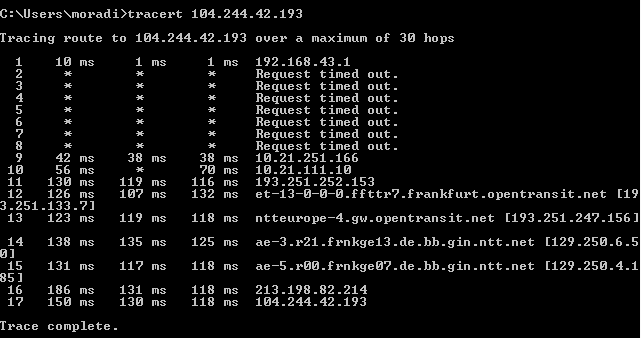 C:\Users\moradi>tracert 104.244.42.193
Tracing route to 104.244.42.193 over a maximum of 30 hops
1 10 ms 1 ms 1 ms 192.168.43.1
2 * * * Request timed out.
3 * * * Request timed out.
4 * * * Request timed out.
5 * * * Request timed out.
6 * * * Request timed out.
7 * * * Request timed out.
8 * * * Request timed out.
9 42 ms 38 ms 38 ms 10.21.251.166
10 56 ms * 70 ms 10.21.111.10
11 130 ms 119 ms 116 ms 193.251.252.153
12 126 ms 107 ms 132 ms et-13-0-0-0.ffttr7.frankfurt.opentransit.net [19
3.251.133.7]
13 123 ms 119 ms 118 ms ntteurope-4.gw.opentransit.net [193.251.247.156]
14 138 ms 135 ms 125 ms ae-3.r21.frnkge13.de.bb.gin.ntt.net [129.250.6.5
0]
15 131 ms 117 ms 118 ms ae-5.r00.frnkge07.de.bb.gin.ntt.net [129.250.4.1
85]
16 186 ms 131 ms 118 ms 213.198.82.214
17 150 ms 130 ms 118 ms 104.244.42.193
Trace complete.